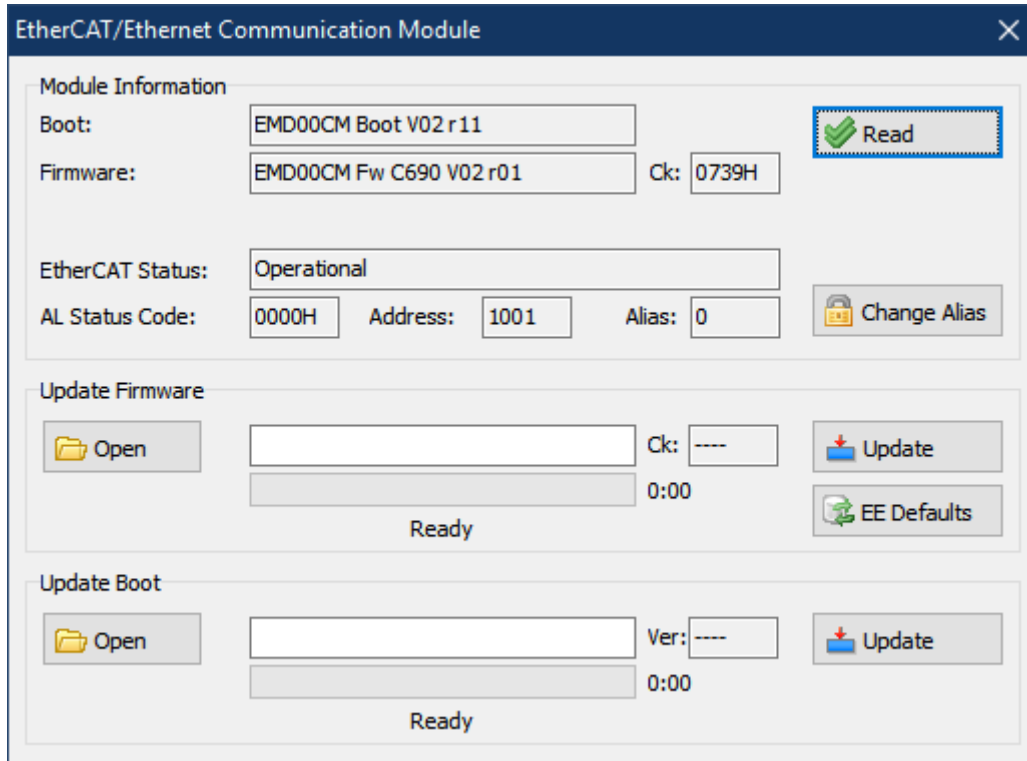 EtherCAT/Ethernet Communication Module
Module Information
Boot: EMD00CM Boot V02 r11 Read
Firmware: EMD00CM Fw C690 V02 r01 Ck: 0739H
EtherCAT Status: Operational
AL Status Code: 0000H Address: 1001 Alias: 0 Change Alias
Update Firmware
Open Ck: ---- Update
0:00
EE Defaults
Ready
Update Boot
Open Ver: ---- Update
0:00
Ready